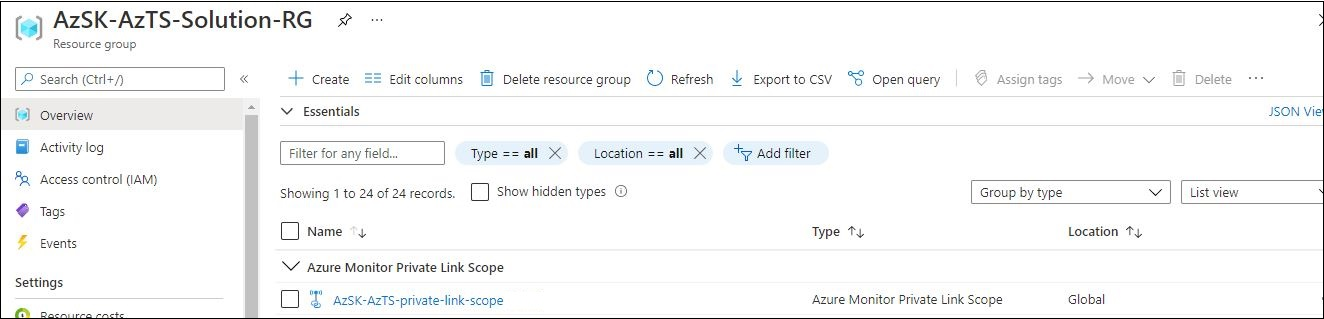 AzSK-AzTS-Solution-RG ...
Resource group
Search (Ctrl+/) «
Create Edit columns Delete resource group Refresh Export to CSV Open query Assign tags Move Delete ...
Overview
Activity log
Access control (IAM)
Tags
Events
Settings
Resource costs
Essentials JSON Vie
Filter for any field... Type == all Location == all Add filter
Showing 1 to 24 of 24 records. Show hidden types Group by type List view
Name Type Location
Azure Monitor Private Link Scope
AzSK-AzTS-private-link-scope Azure Monitor Private Link Scope Global